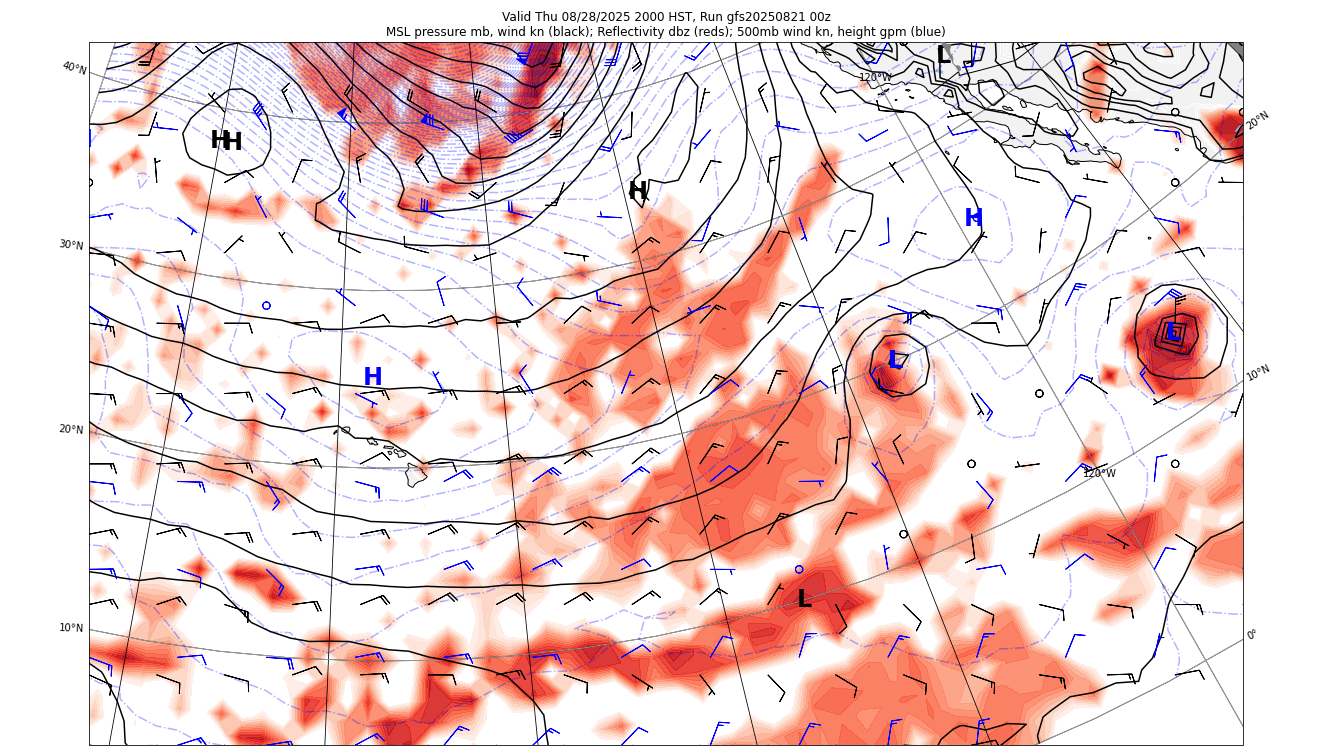 Valid Thu 08/28/2025 2000 HST, Run gfs20250821 00z
MSL pressure mb, wind kn (black); Reflectivity dbz (reds); 500mb wind kn, height gpm (blue)
L
40°N
120°W
20°N
H
H
H
H
30°N
L
L
10°N
H
20°N
120°W
L
10°N
0°